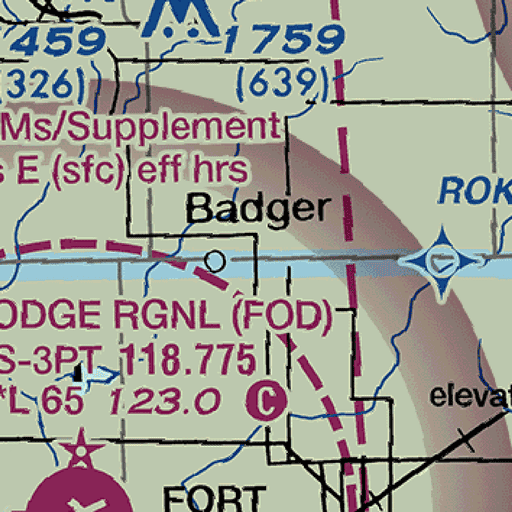 459
1759
(326)
(639)
Ms/Supplement
s E (sfc) eff hrs
ROK
Badger
ODGE RGNL (FOD)
S-3PT 118.775
*L 65 123.0 C
elevat
FORT